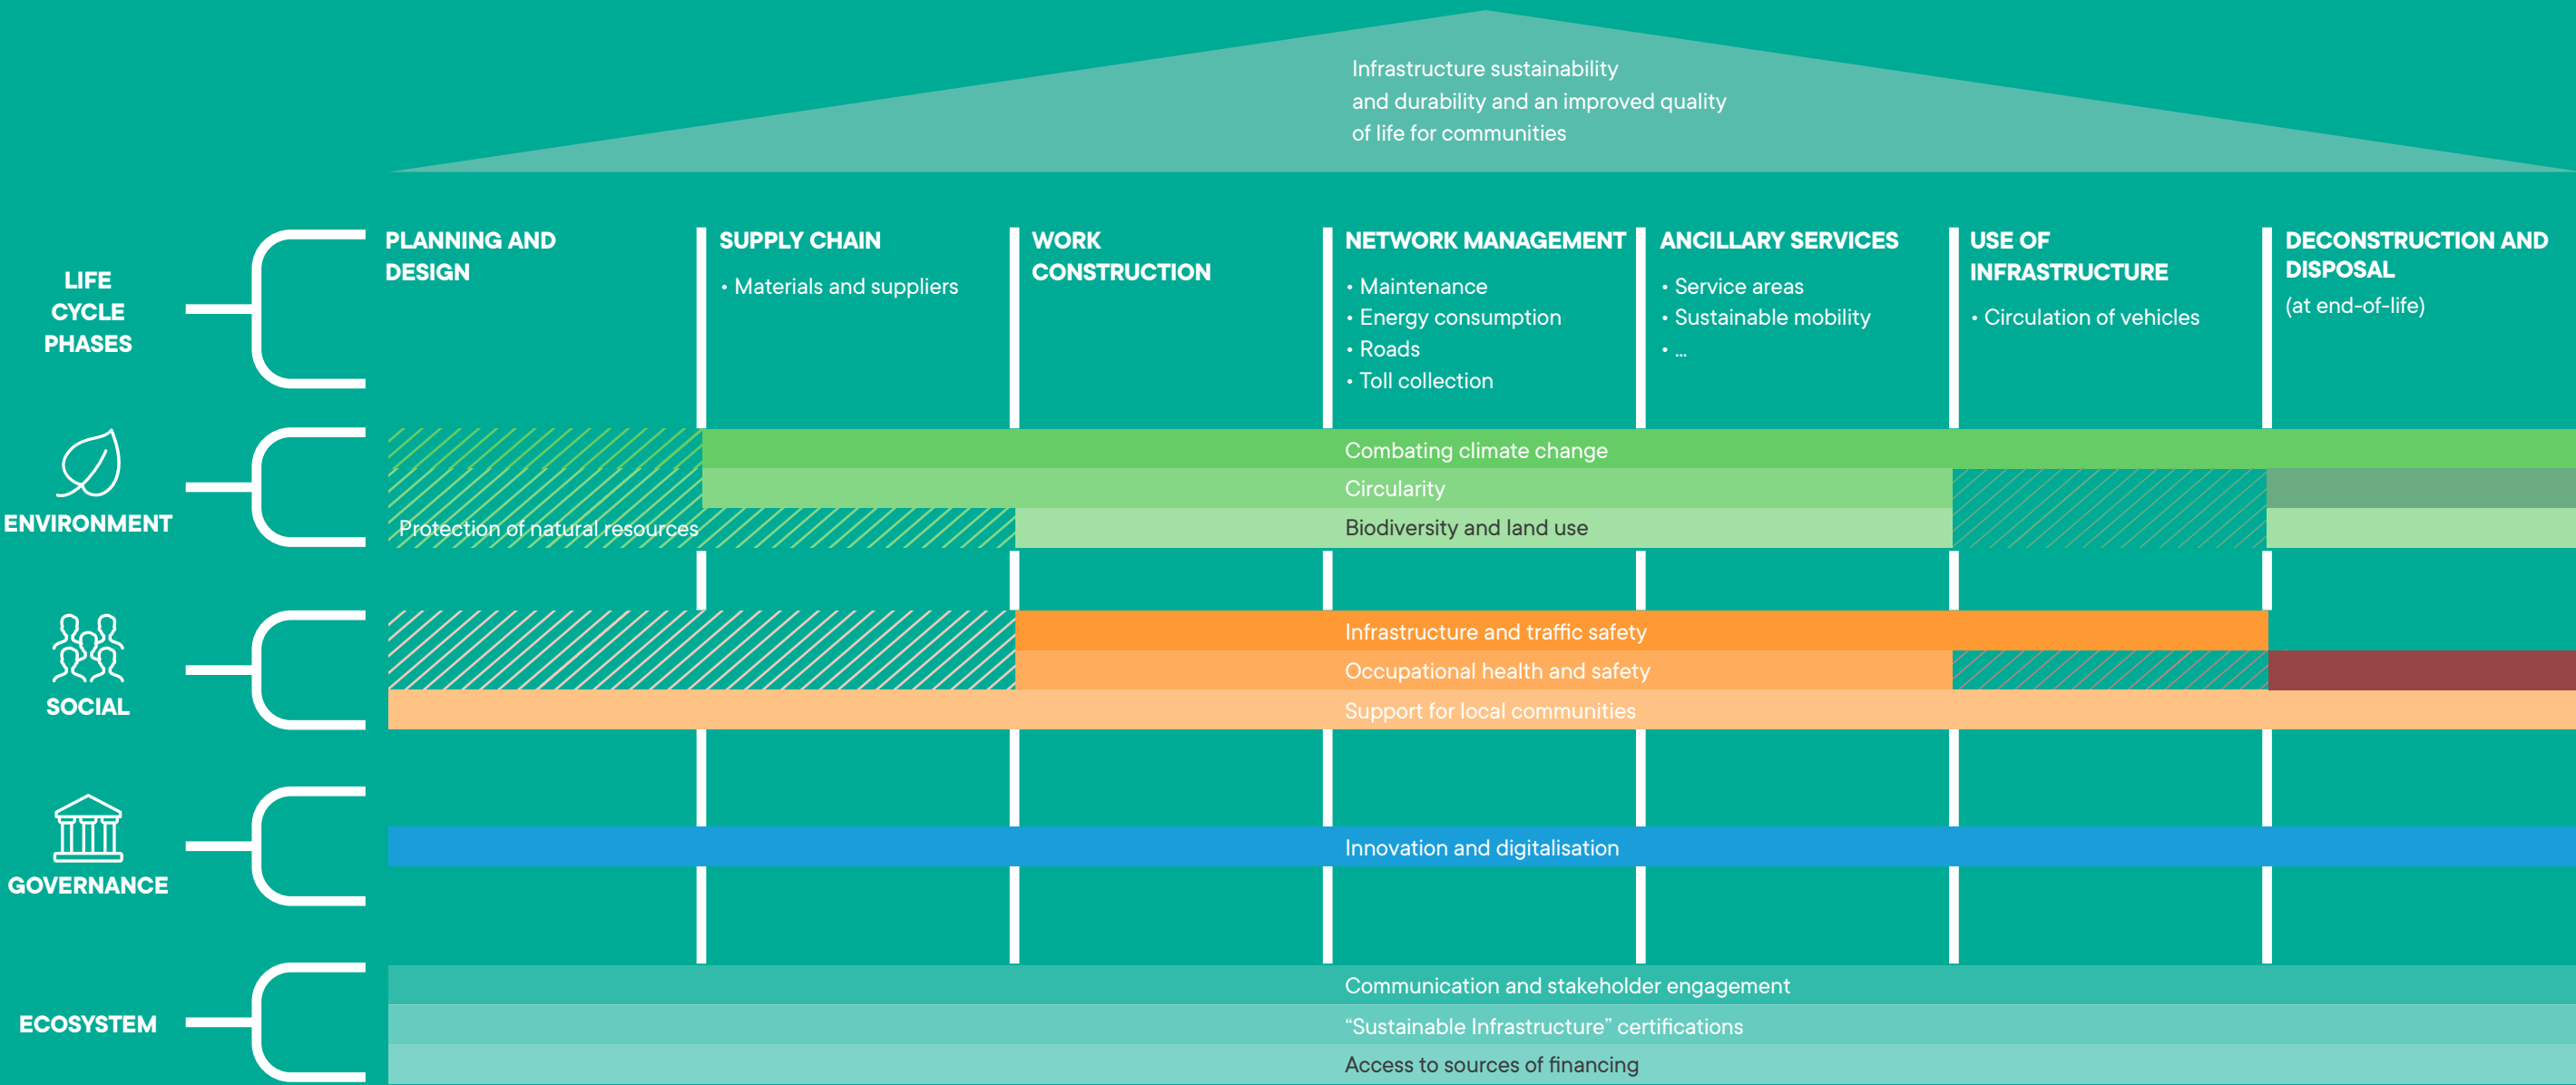 Infrastructure sustainability
and durability and an improved quality
of life for communities
LIFE
CYCLE
PHASES
PLANNING AND
DESIGN
SUPPLY CHAIN
• Materials and suppliers
WORK
CONSTRUCTION
NETWORK MANAGEMENT
• Maintenance
• Energy consumption
• Roads
• Toll collection
ANCILLARY SERVICES
• Service areas
• Sustainable mobility
• ...
USE OF
INFRASTRUCTURE
• Circulation of vehicles
DECONSTRUCTION AND
DISPOSAL
(at end-of-life)
ENVIRONMENT
Combating climate change
Circularity
Protection of natural resources
Biodiversity and land use
SOCIAL
Infrastructure and traffic safety
Occupational health and safety
Support for local communities
GOVERNANCE
Innovation and digitalisation
ECOSYSTEM
Communication and stakeholder engagement
“Sustainable Infrastructure” certifications
Access to sources of financing